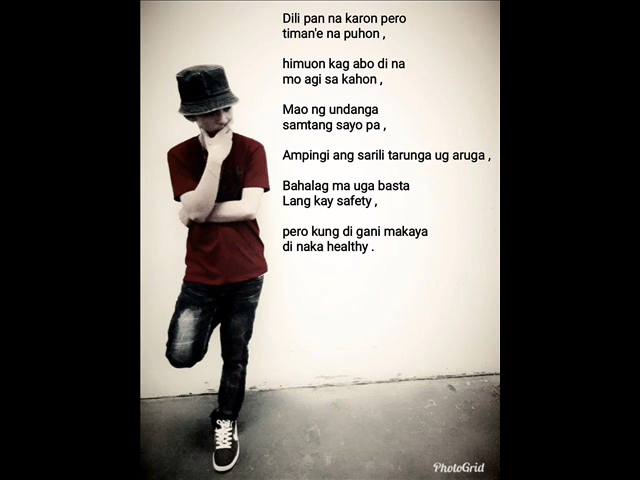 Dili pan na karon pero
timan'e na puhon ,
himuon kag abo di na
mo agi sa kahon ,
Mao ng undanga
samtang sayo pa ,
Ampingi ang sarili tarunga ug aruga ,
Bahalag ma uga basta
Lang kay safety ,
pero kung di gani makaya
di naka healthy .
PhotoGrid